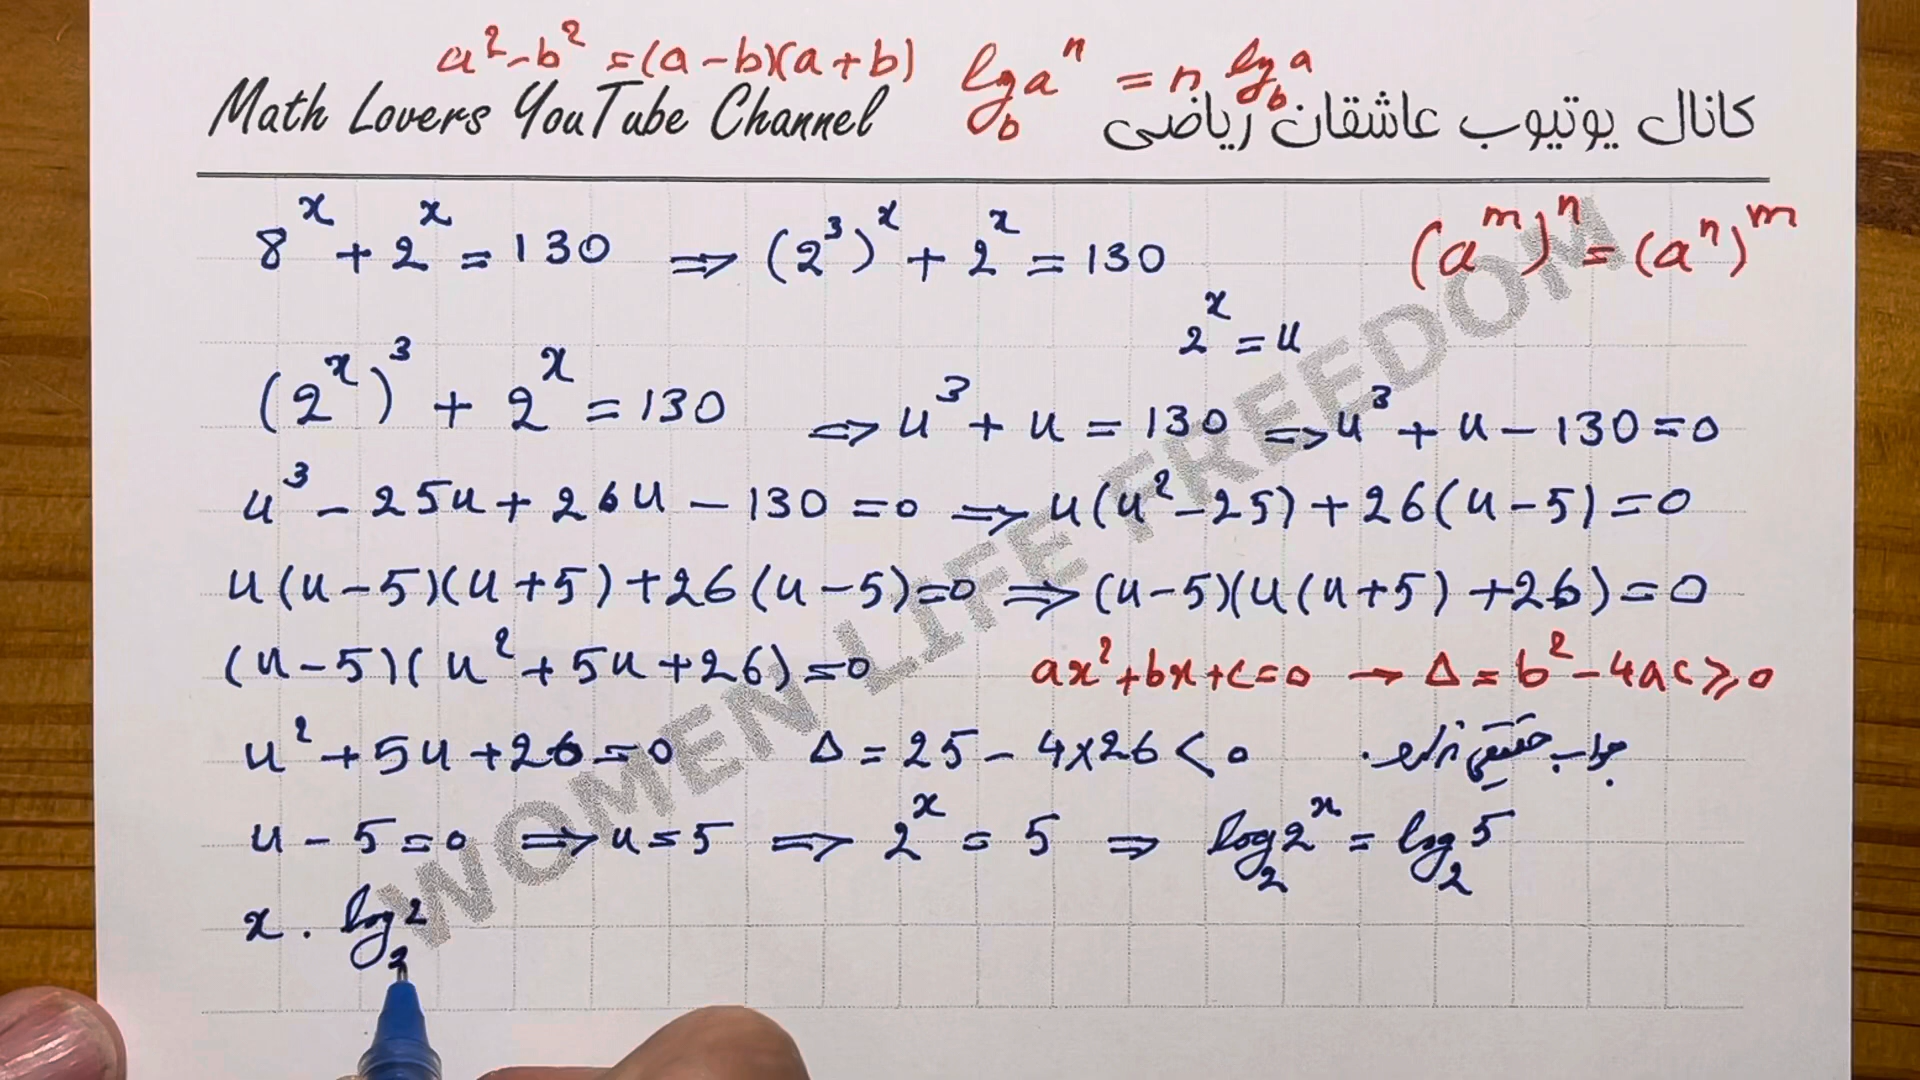 a² - b² = (a - b)(a + b)   log_b a^n = n log_b a
Math Lovers YouTube Channel   کانال یوتیوب عاشقان ریاضی
8^x + 2^x = 130 ⇒ (2³)^x + 2^x = 130   (a^m)^n = (a^n)^m
2^x = u
(2^x)³ + 2^x = 130 ⇒ u³ + u = 130 ⇒ u³ + u - 130 = 0
u³ - 25u + 26u - 130 = 0 ⇒ u(u² - 25) + 26(u - 5) = 0
u(u - 5)(u + 5) + 26(u - 5) = 0 ⇒ (u - 5)(u(u + 5) + 26) = 0
(u - 5)(u² + 5u + 26) = 0   ax² + bx + c = 0 → Δ = b² - 4ac ⩾ 0
u² + 5u + 26 = 0   Δ = 25 - 4×26 < 0   جواب حقیقی ندارد.
u - 5 = 0 ⇒ u = 5 ⇒ 2^x = 5 ⇒ log_2 2^x = log_2 5
x . log_2 2
WOMEN LIFE FREEDOM